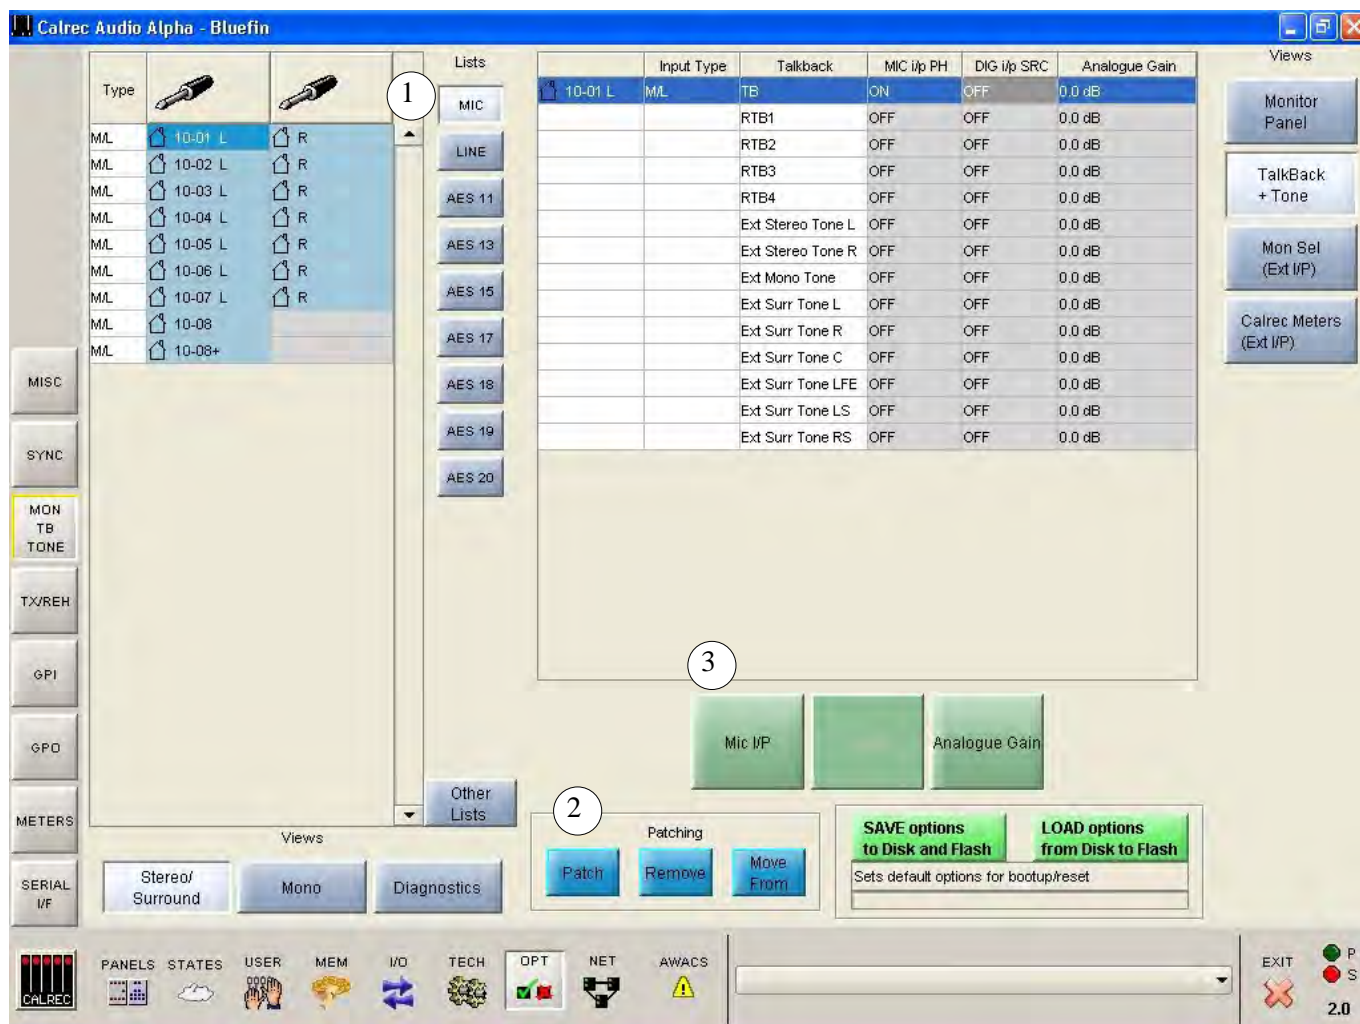 Calrec Audio Alpha - Bluefin
Type
M/L 10-01 L R
M/L 10-02 L R
M/L 10-03 L R
M/L 10-04 L R
M/L 10-05 L R
M/L 10-06 L R
M/L 10-07 L R
M/L 10-08
M/L 10-08+
1
Lists
MIC
LINE
AES 11
AES 13
AES 15
AES 17
AES 18
AES 19
AES 20
Other
Lists
Input Type Talkback MIC i/p PH DIG i/p SRC Analogue Gain
10-01 L M/L TB ON OFF 0.0 dB
RTB1 OFF OFF 0.0 dB
RTB2 OFF OFF 0.0 dB
RTB3 OFF OFF 0.0 dB
RTB4 OFF OFF 0.0 dB
Ext Stereo Tone L OFF OFF 0.0 dB
Ext Stereo Tone R OFF OFF 0.0 dB
Ext Mono Tone OFF OFF 0.0 dB
Ext Surr Tone L OFF OFF 0.0 dB
Ext Surr Tone R OFF OFF 0.0 dB
Ext Surr Tone C OFF OFF 0.0 dB
Ext Surr Tone LFE OFF OFF 0.0 dB
Ext Surr Tone LS OFF OFF 0.0 dB
Ext Surr Tone RS OFF OFF 0.0 dB
Views
Monitor
Panel
TalkBack
+ Tone
Mon Sel
(Ext I/P)
Calrec Meters
(Ext I/P)
MISC
SYNC
MON
TB
TONE
TX/REH
GPI
GPO
METERS
SERIAL
I/F
3
Mic I/P
Analogue Gain
2
Patching
Patch
Remove
Move
From
SAVE options
to Disk and Flash
LOAD options
from Disk to Flash
Sets default options for bootup/reset
Views
Stereo/
Surround
Mono
Diagnostics
CALREC
PANELS STATES USER MEM I/O TECH OPT NET AWACS
EXIT
P
S
2.0